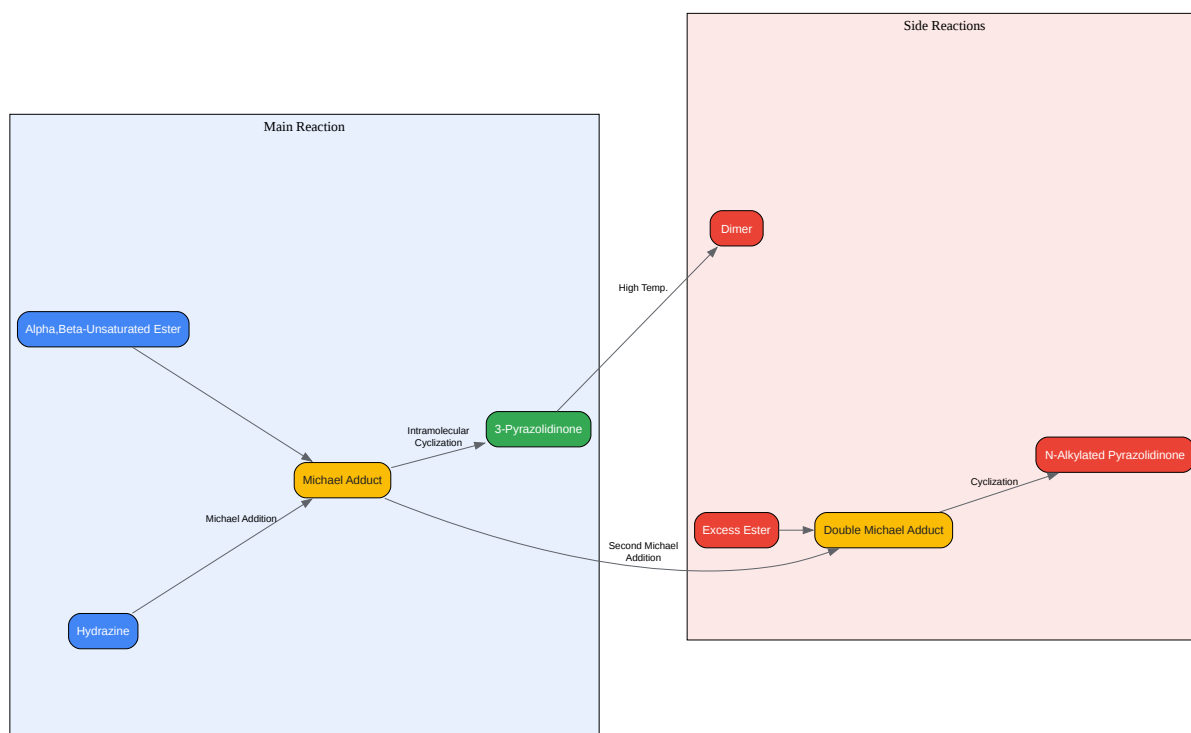 Side Reactions
Main Reaction
Dimer
High Temp.
Alpha,Beta-Unsaturated Ester
Intramolecular
Cyclization
3-Pyrazolidinone
Michael Adduct
N-Alkylated Pyrazolidinone
Cyclization
Michael Addition
Excess Ester
Double Michael Adduct
Second Michael
Addition
Hydrazine